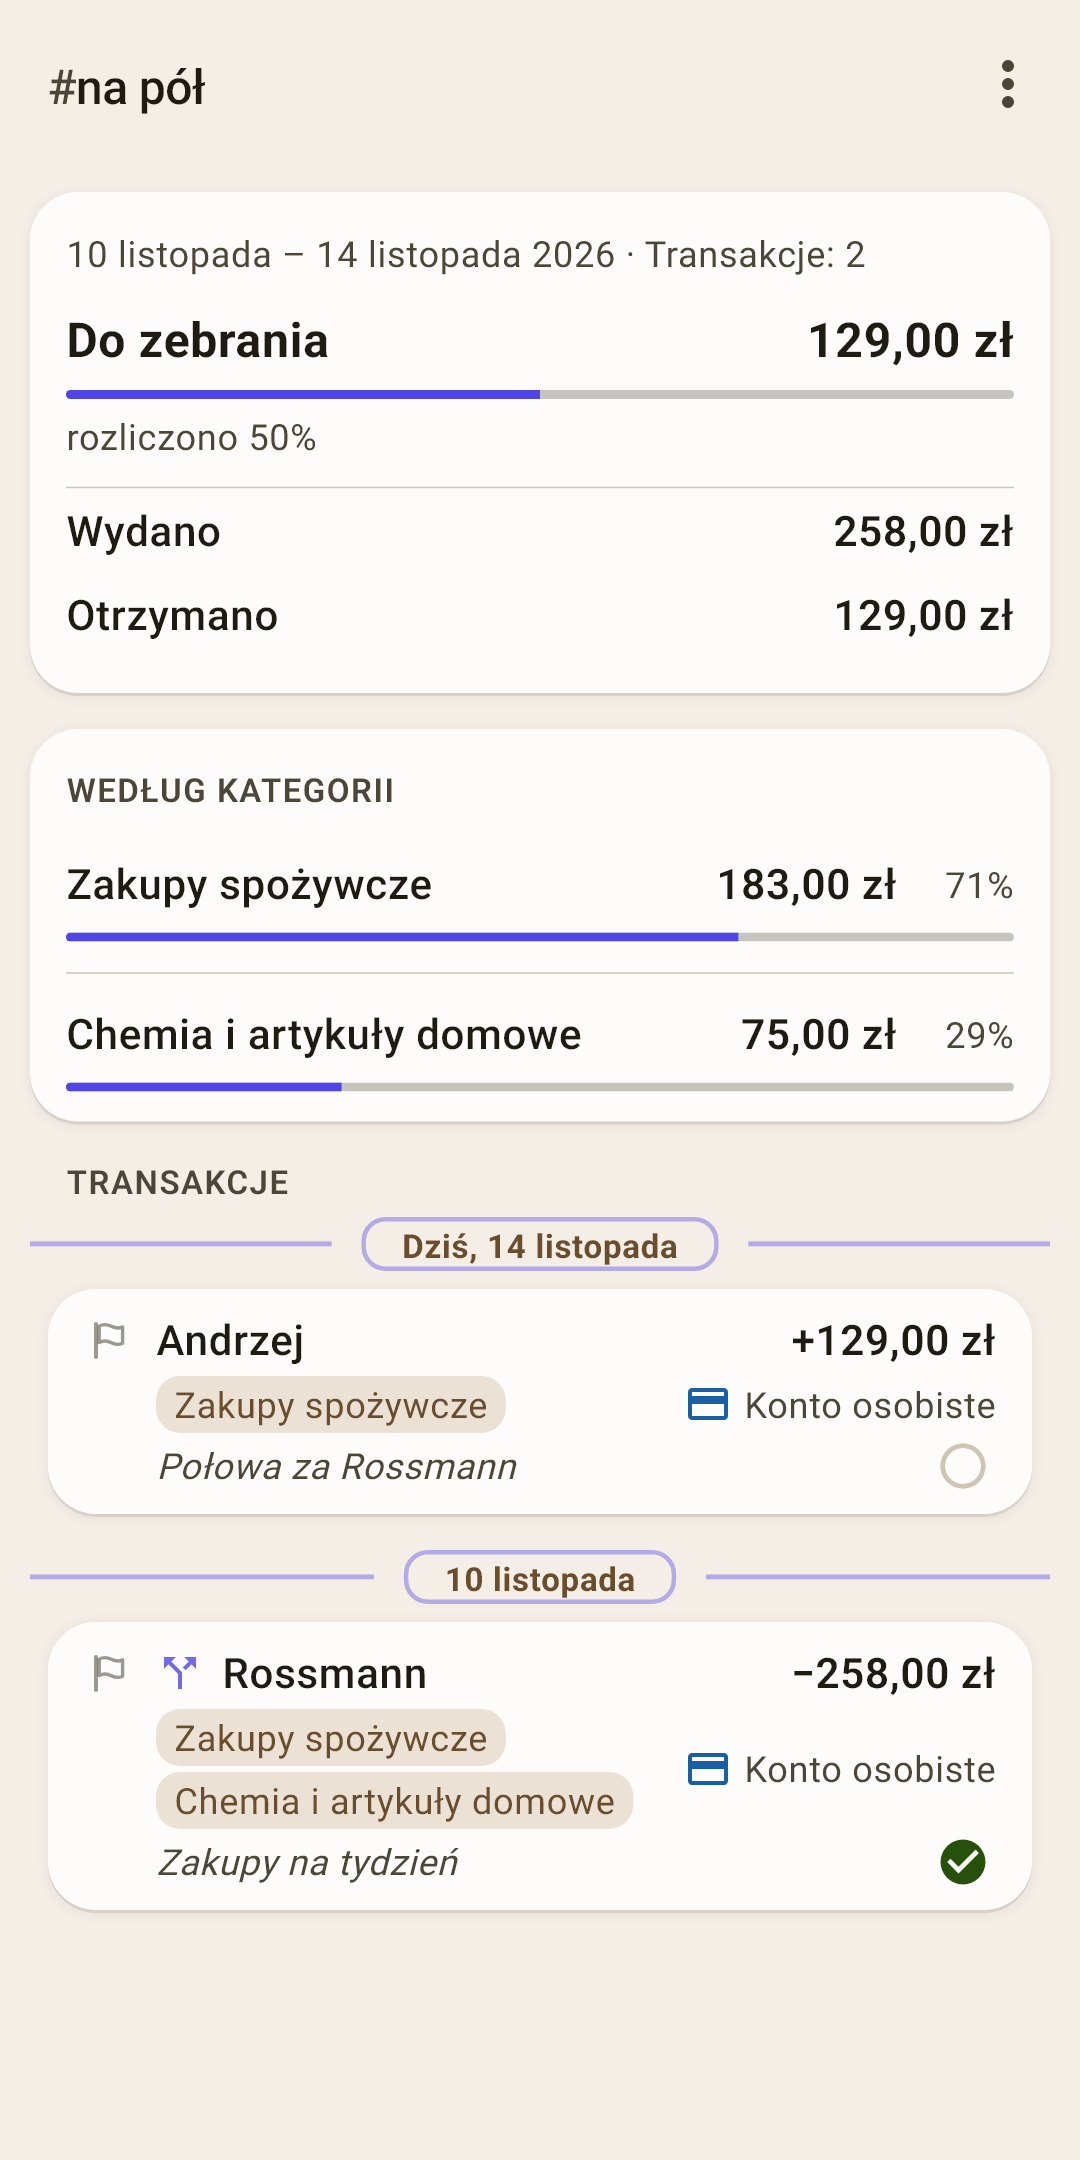 #na pół
10 listopada – 14 listopada 2026 · Transakcje: 2
Do zebrania 129,00 zł
rozliczono 50%
Wydano 258,00 zł
Otrzymano 129,00 zł
WEDŁUG KATEGORII
Zakupy spożywcze 183,00 zł 71%
Chemia i artykuły domowe 75,00 zł 29%
TRANSAKCJE
Dziś, 14 listopada
Andrzej +129,00 zł
Zakupy spożywcze Konto osobiste
Połowa za Rossmann
10 listopada
Rossmann −258,00 zł
Zakupy spożywcze
Konto osobiste
Chemia i artykuły domowe
Zakupy na tydzień